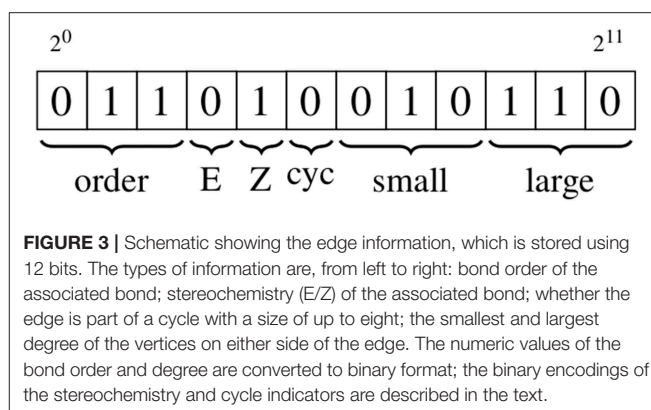 2⁰ 2¹¹
0 1 1 0 1 0 0 1 0 1 1 0
order E Z cyc small large
FIGURE 3 | Schematic showing the edge information, which is stored using
12 bits. The types of information are, from left to right: bond order of the
associated bond; stereochemistry (E/Z) of the associated bond; whether the
edge is part of a cycle with a size of up to eight; the smallest and largest
degree of the vertices on either side of the edge. The numeric values of the
bond order and degree are converted to binary format; the binary encodings of
the stereochemistry and cycle indicators are described in the text.